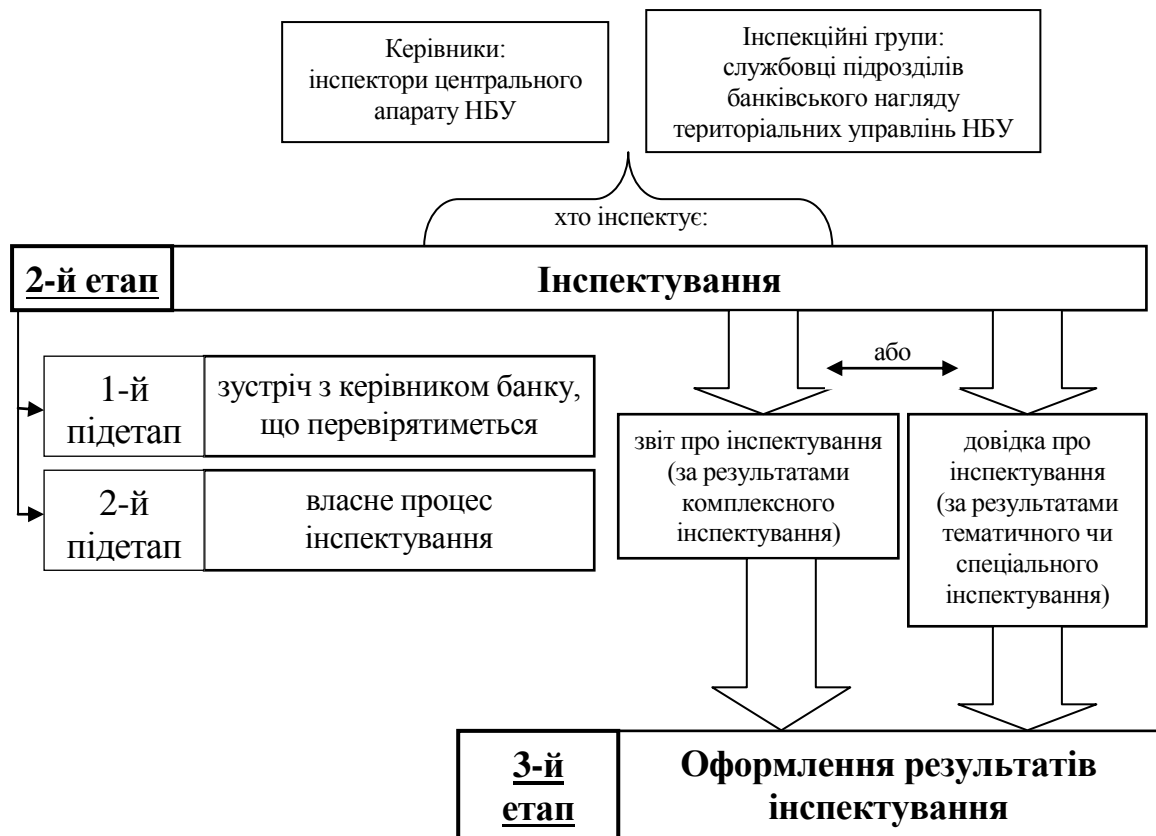 Керівники:
інспектори центрального
апарату НБУ
Інспекційні групи:
службовці підрозділів
банківського нагляду
територіальних управлінь НБУ
хто інспектує:
2-й етап
Інспектування
1-й
підетап
зустріч з керівником банку,
що перевірятиметься
2-й
підетап
власне процес
інспектування
або
звіт про інспектування
(за результатами
комплексного
інспектування)
довідка про
інспектування
(за результатами
тематичного чи
спеціального
інспектування)
3-й
етап
Оформлення результатів
інспектування